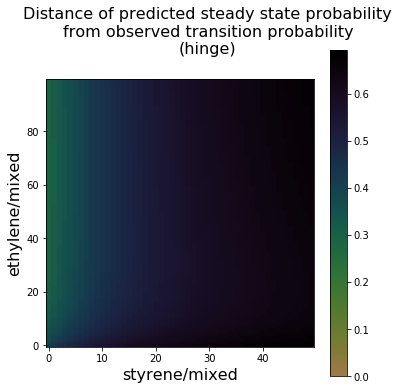 Distance of predicted steady state probability
from observed transition probability
(hinge)
ethylene/mixed
80
60
40
20
0
0 10 20 30 40
styrene/mixed
0.6
0.5
0.4
0.3
0.2
0.1
0.0